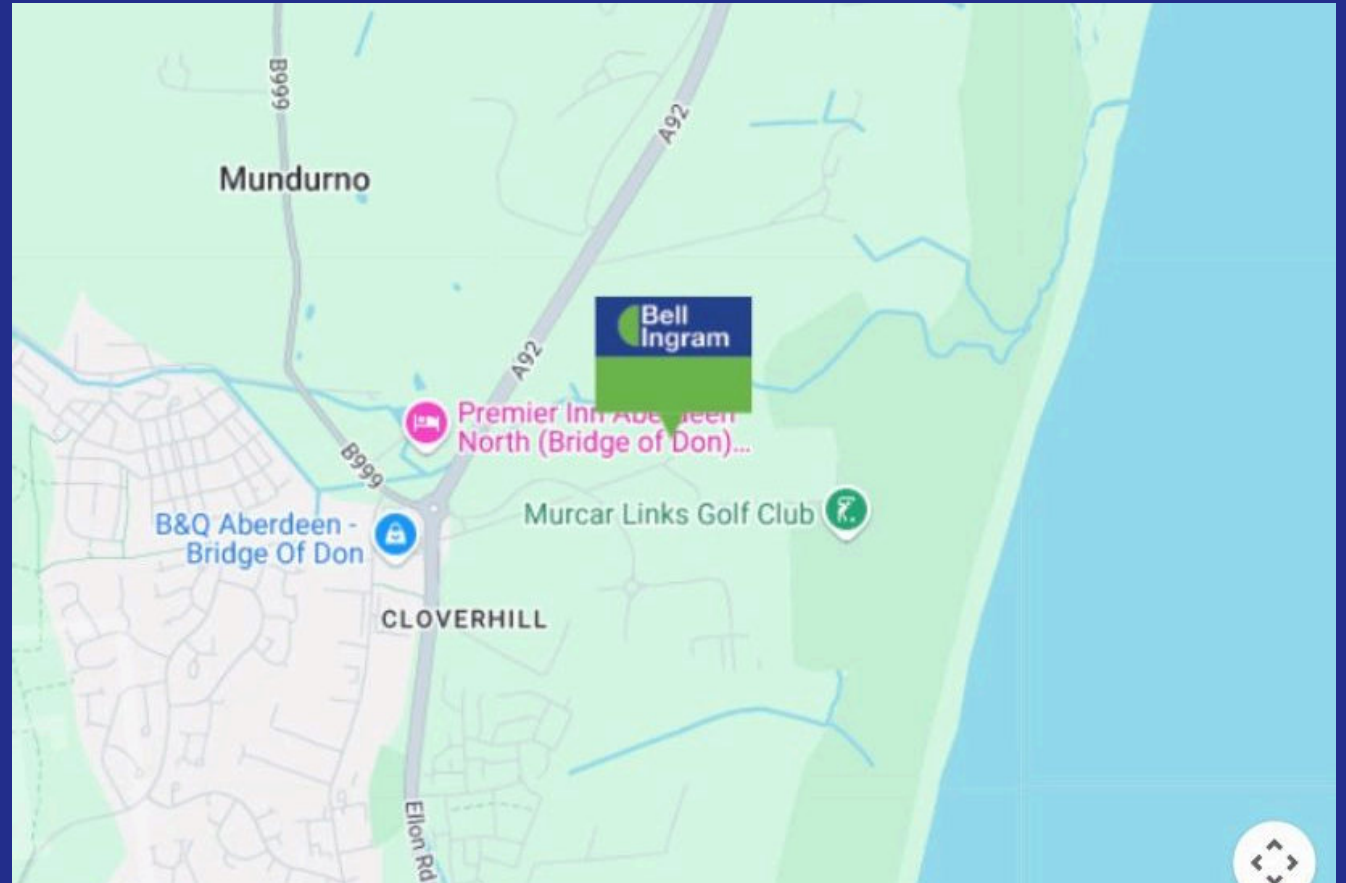 B999
A92
Mundurno
Bell
Ingram
A92
Premier Inn Aberdeen
North (Bridge of Don)...
B999
Murcar Links Golf Club
B&Q Aberdeen -
Bridge Of Don
CLOVERHILL
Ellon Rd